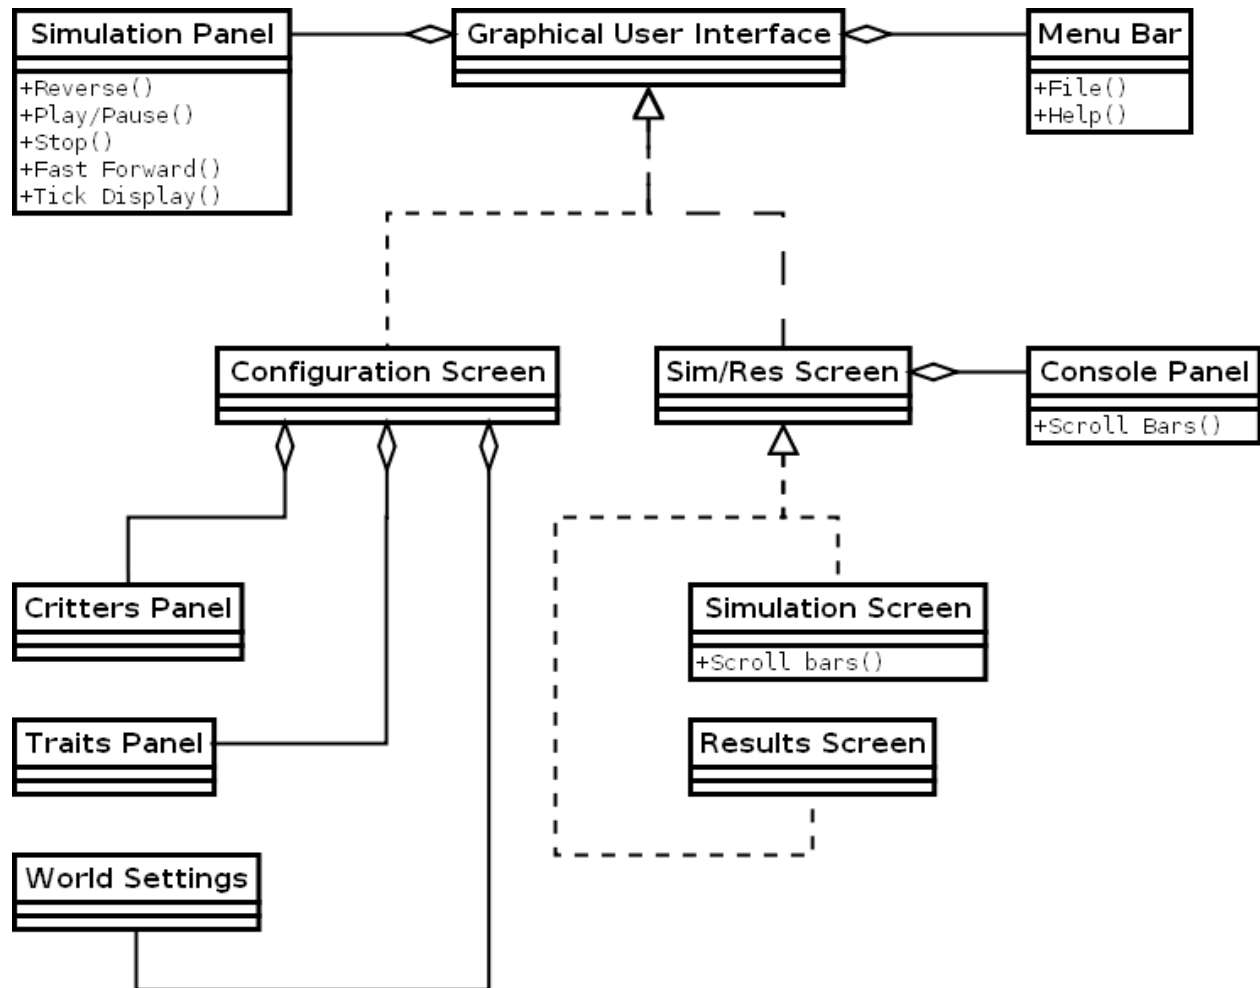 Simulation Panel
+Reverse()
+Play/Pause()
+Stop()
+Fast Forward()
+Tick Display()
Graphical User Interface
Menu Bar
+File()
+Help()
Configuration Screen
Sim/Res Screen
Console Panel
+Scroll Bars()
Critters Panel
Simulation Screen
+Scroll bars()
Traits Panel
Results Screen
World Settings